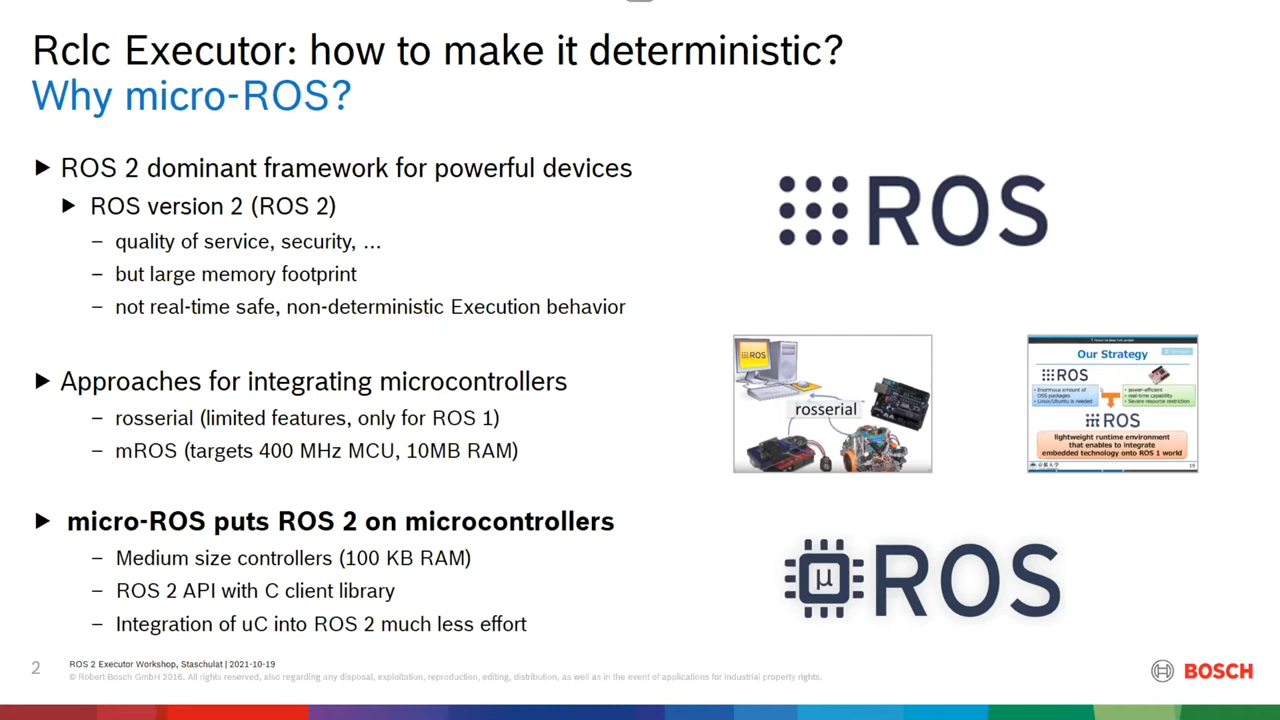 Rclc Executor: how to make it deterministic?
Why micro-ROS?
► ROS 2 dominant framework for powerful devices
► ROS version 2 (ROS 2)
– quality of service, security, ...
– but large memory footprint
– not real-time safe, non-deterministic Execution behavior
ROS
► Approaches for integrating microcontrollers
– rosserial (limited features, only for ROS 1)
– mROS (targets 400 MHz MCU, 10MB RAM)
ROS
rosserial
Our Strategy
ROS
• Enormous amount of
OSS packages
• Linux/Ubuntu is needed
• power-efficient
• real-time capability
• Severe resource restriction
ROS
lightweight runtime environment
that enables to integrate
embedded technology onto ROS 1 world
19
► micro-ROS puts ROS 2 on microcontrollers
– Medium size controllers (100 KB RAM)
– ROS 2 API with C client library
– Integration of uC into ROS 2 much less effort
µ ROS
2
ROS 2 Executor Workshop, Staschulat | 2021-10-19
© Robert Bosch GmbH 2016. All rights reserved, also regarding any disposal, exploitation, reproduction, editing, distribution, as well as in the event of applications for industrial property rights.
BOSCH